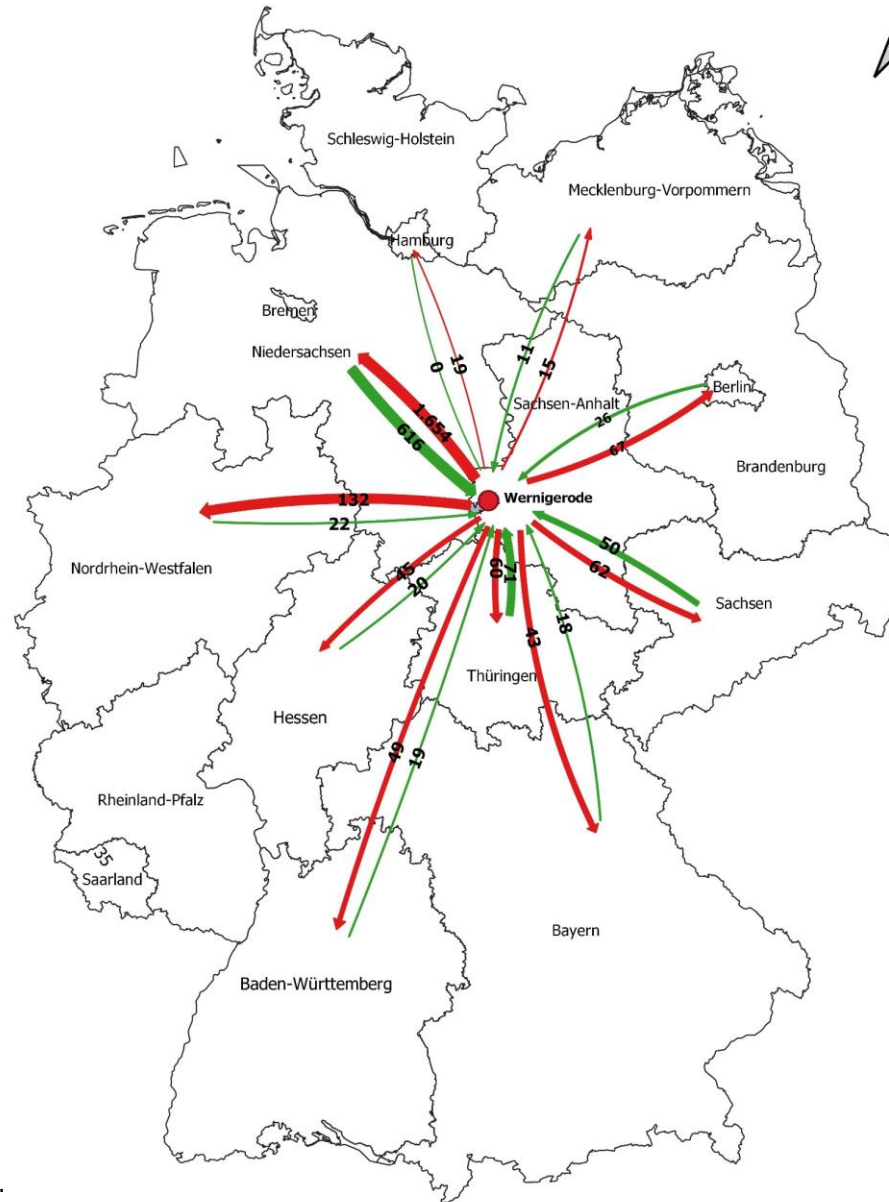 Schleswig-Holstein
Mecklenburg-Vorpommern
Hamburg
Bremen
Niedersachsen
0
19
11
15
Sachsen-Anhalt
Berlin
26
67
1.654
616
Brandenburg
Wernigerode
132
22
Nordrhein-Westfalen
45
20
60
71
50
62
Sachsen
43
18
Thüringen
Hessen
49
19
Rheinland-Pfalz
35
Saarland
Bayern
Baden-Württemberg